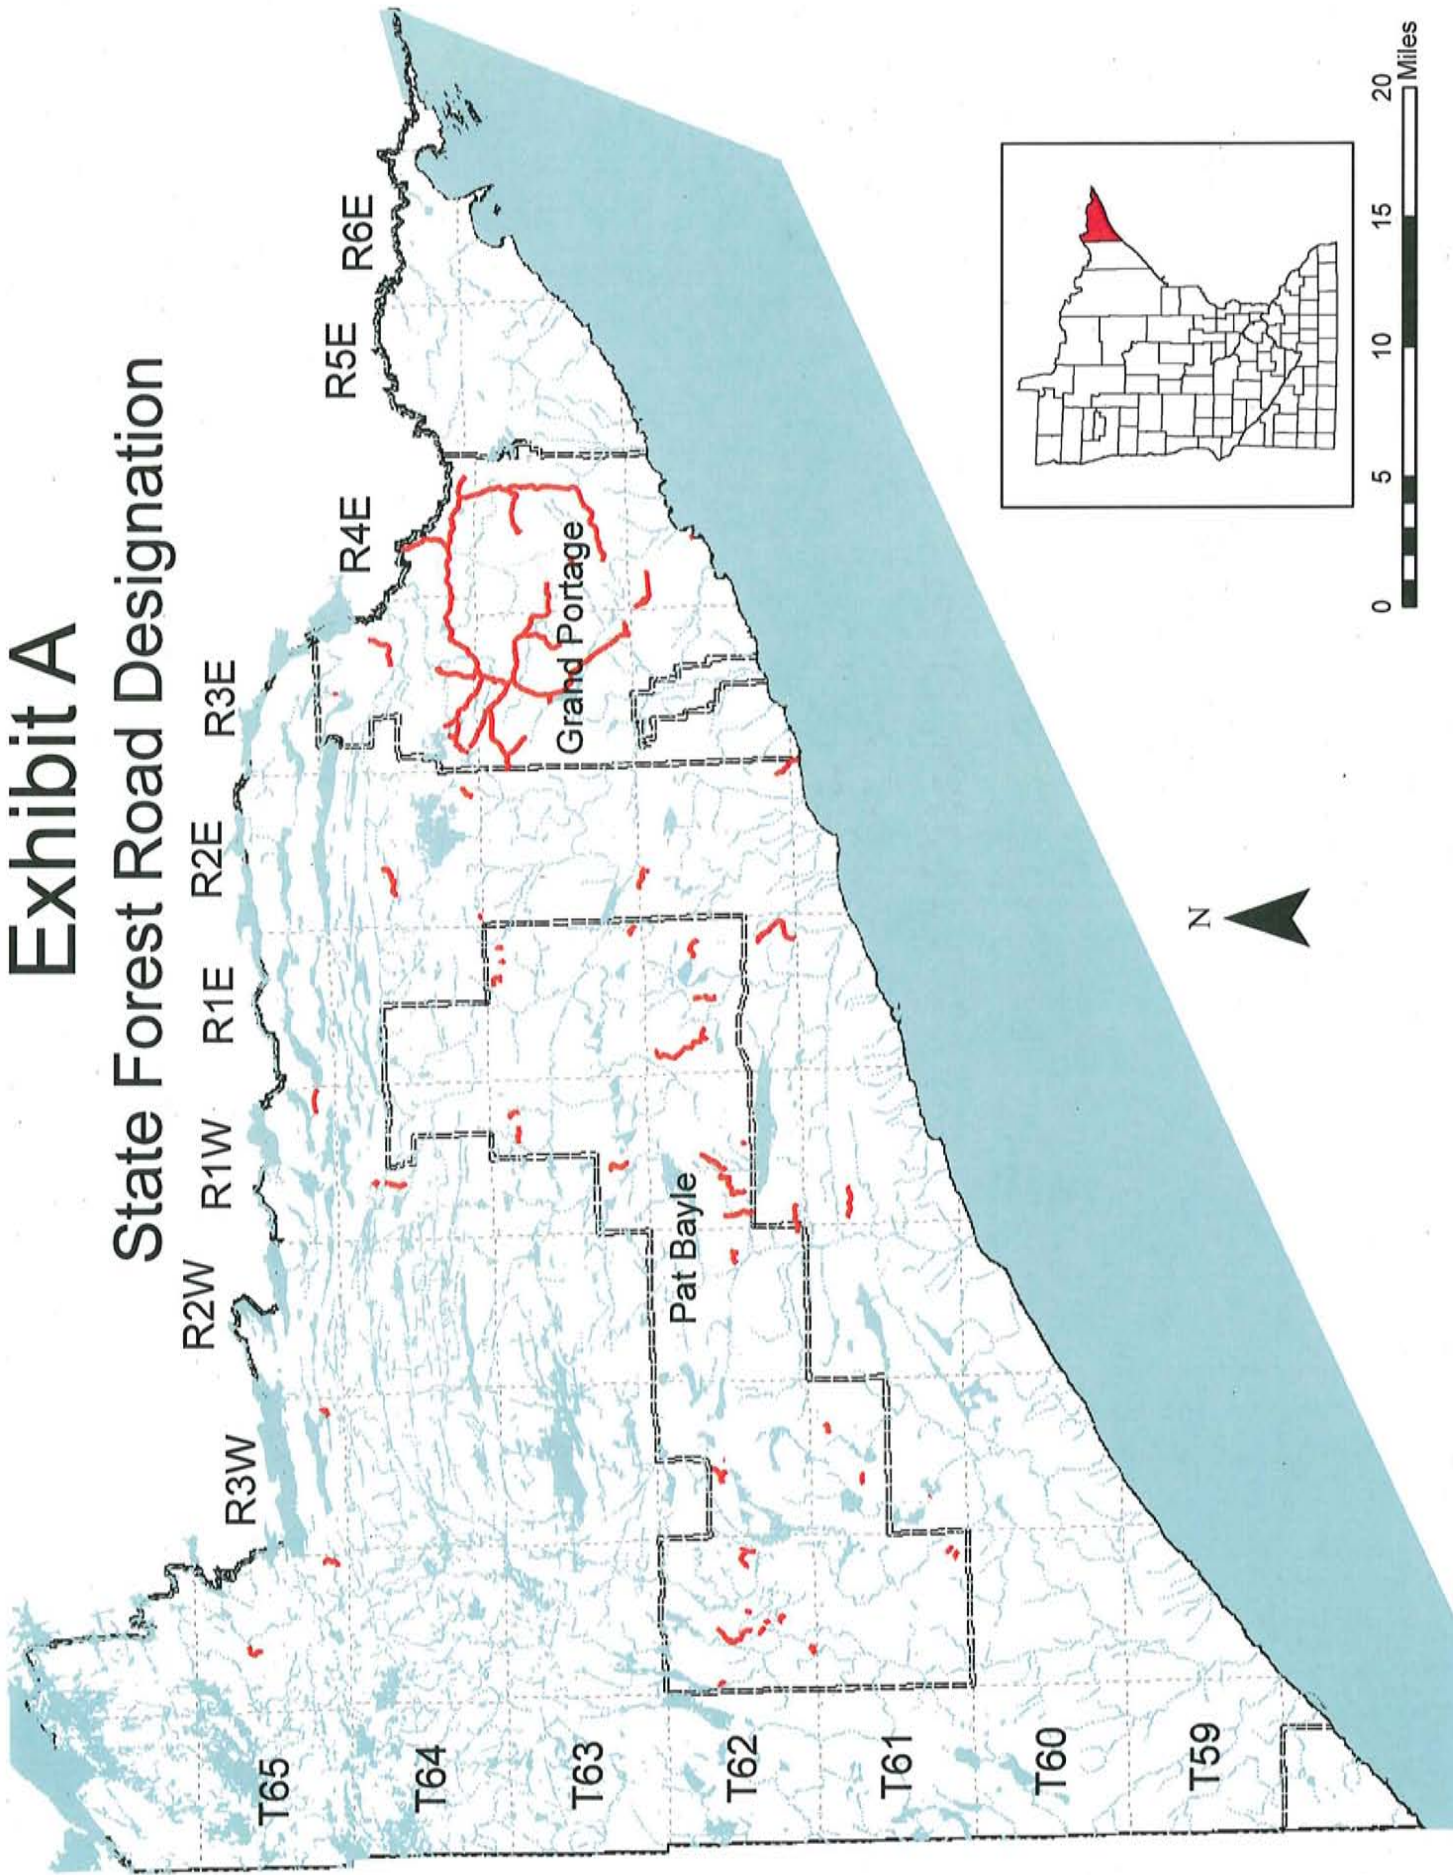 Exhibit A
State Forest Road Designation
R3W
R2W
R1W
R1E
R2E
R3E
R4E
R5E
R6E
T65
T64
T63
T62
T61
T60
T59
Pat Bayle
Grand Portage
N
0 5 10 15 20
Miles